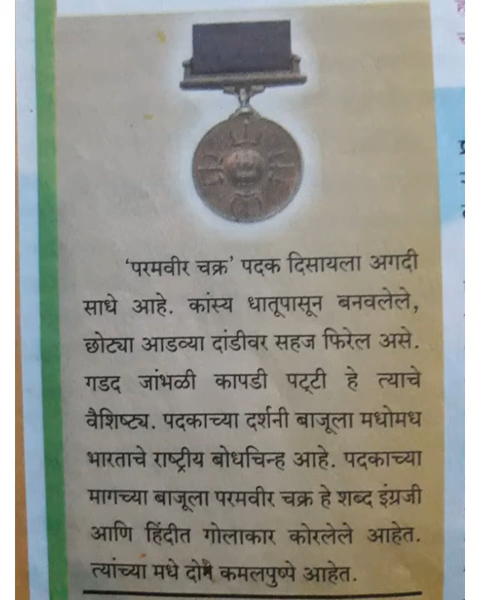 'परमवीर चक्र' पदक दिसायला अगदी
साधे आहे. कांस्य धातूपासून बनवलेले,
छोट्या आडव्या दांडीवर सहज फिरेल असे.
गडद जांभळी कापडी पट्टी हे त्याचे
वैशिष्ट्य. पदकाच्या दर्शनी बाजूला मधोमध
भारताचे राष्ट्रीय बोधचिन्ह आहे. पदकाच्या
मागच्या बाजूला परमवीर चक्र हे शब्द इंग्रजी
आणि हिंदीत गोलाकार कोरलेले आहेत.
त्यांच्या मधे दोन कमलपुष्पे आहेत.